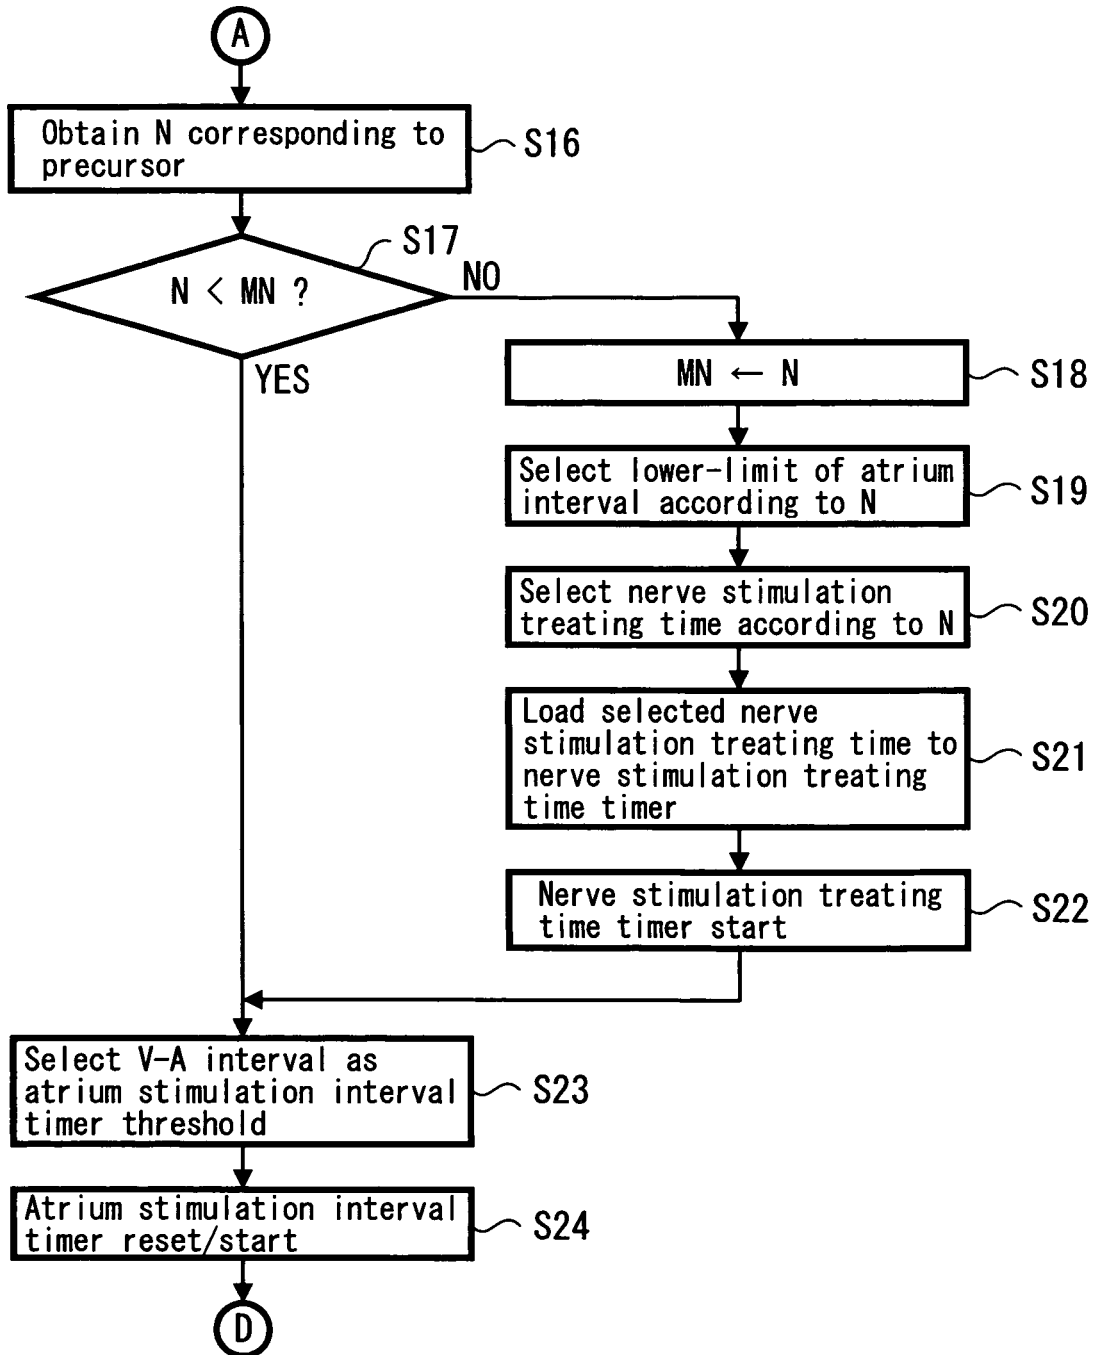 A
Obtain N corresponding to
precursor
S16
S17
N < MN ?
NO
YES
MN ← N
S18
Select lower-limit of atrium
interval according to N
S19
Select nerve stimulation
treating time according to N
S20
Load selected nerve
stimulation treating time to
nerve stimulation treating
time timer
S21
Nerve stimulation treating
time timer start
S22
Select V-A interval as
atrium stimulation interval
timer threshold
S23
Atrium stimulation interval
timer reset/start
S24
D